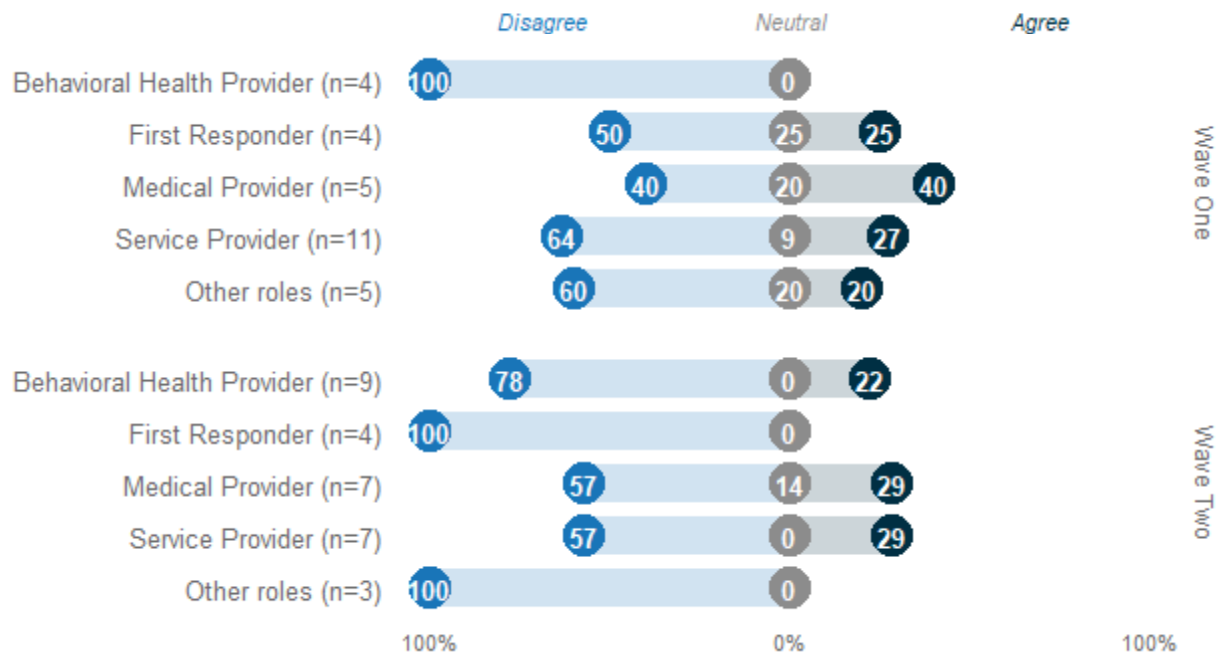 Disagree Neutral Agree
Behavioral Health Provider (n=4) 100 0
First Responder (n=4) 50 25 25
Medical Provider (n=5) 40 20 40
Service Provider (n=11) 64 9 27
Other roles (n=5) 60 20 20
Wave One
Behavioral Health Provider (n=9) 78 0 22
First Responder (n=4) 100 0
Medical Provider (n=7) 57 14 29
Service Provider (n=7) 57 0 29
Other roles (n=3) 100 0
Wave Two
100% 0% 100%